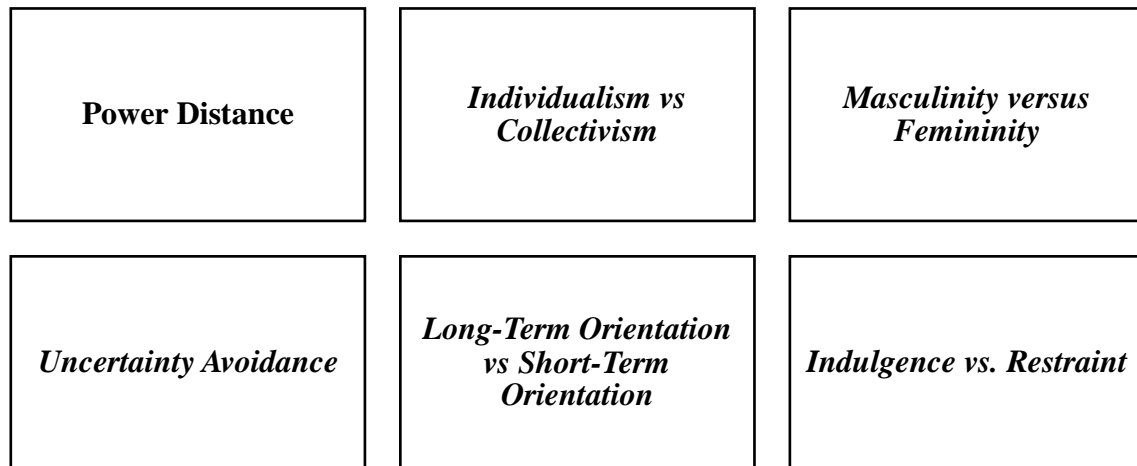 Power Distance
Individualism vs
Collectivism
Masculinity versus
Femininity
Uncertainty Avoidance
Long-Term Orientation
vs Short-Term
Orientation
Indulgence vs. Restraint